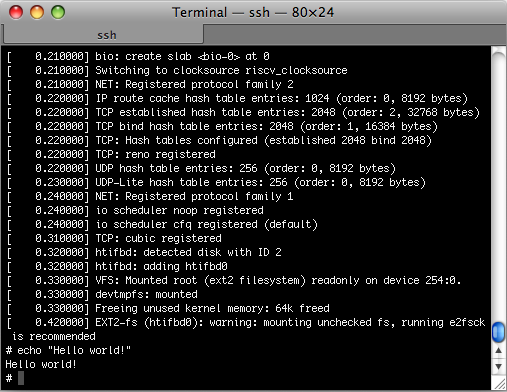 Terminal — ssh — 80×24
ssh
[    0.210000] bio: create slab <bio-0> at 0
[    0.210000] Switching to clocksource riscv_clocksource
[    0.210000] NET: Registered protocol family 2
[    0.220000] IP route cache hash table entries: 1024 (order: 0, 8192 bytes)
[    0.220000] TCP established hash table entries: 2048 (order: 2, 32768 bytes)
[    0.220000] TCP bind hash table entries: 2048 (order: 1, 16384 bytes)
[    0.220000] TCP: Hash tables configured (established 2048 bind 2048)
[    0.220000] TCP: reno registered
[    0.220000] UDP hash table entries: 256 (order: 0, 8192 bytes)
[    0.230000] UDP-Lite hash table entries: 256 (order: 0, 8192 bytes)
[    0.240000] NET: Registered protocol family 1
[    0.240000] io scheduler noop registered
[    0.240000] io scheduler cfq registered (default)
[    0.310000] TCP: cubic registered
[    0.320000] htifbd: detected disk with ID 2
[    0.320000] htifbd: adding htifbd0
[    0.330000] VFS: Mounted root (ext2 filesystem) readonly on device 254:0.
[    0.330000] devtmpfs: mounted
[    0.330000] Freeing unused kernel memory: 64k freed
[    0.420000] EXT2-fs (htifbd0): warning: mounting unchecked fs, running e2fsck
 is recommended
# echo "Hello world!"
Hello world!
#